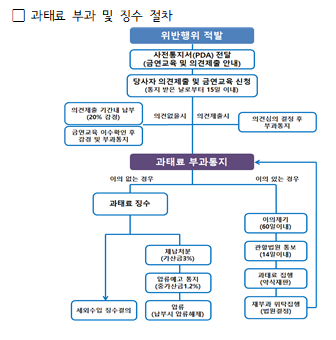 □ 과태료 부과 및 징수 절차
위반행위 적발
사전통지서(PDA) 전달
(금연교육 및 의견제출 안내)
당사자 의견제출 및 금연교육 신청
(통지 받은 날로부터 15일 이내)
의견제출 기간내 납부
(20% 감경)
의견없을시
의견제출시
의견심의 결정 후
부과통지
금연교육 이수확인 후
감경 및 부과통지
과태료 부과통지
이의 없는 경우
이의 있는 경우
과태료 징수
이의제기
(60일이내)
체납처분
(가산금3%)
관할법원 통보
(14일이내)
압류예고 통지
(중가산금1.2%)
과태료 집행
(약식재판)
세외수입 징수결의
압류
(납부시 압류해제)
재부과 위탁집행
(법원결정)